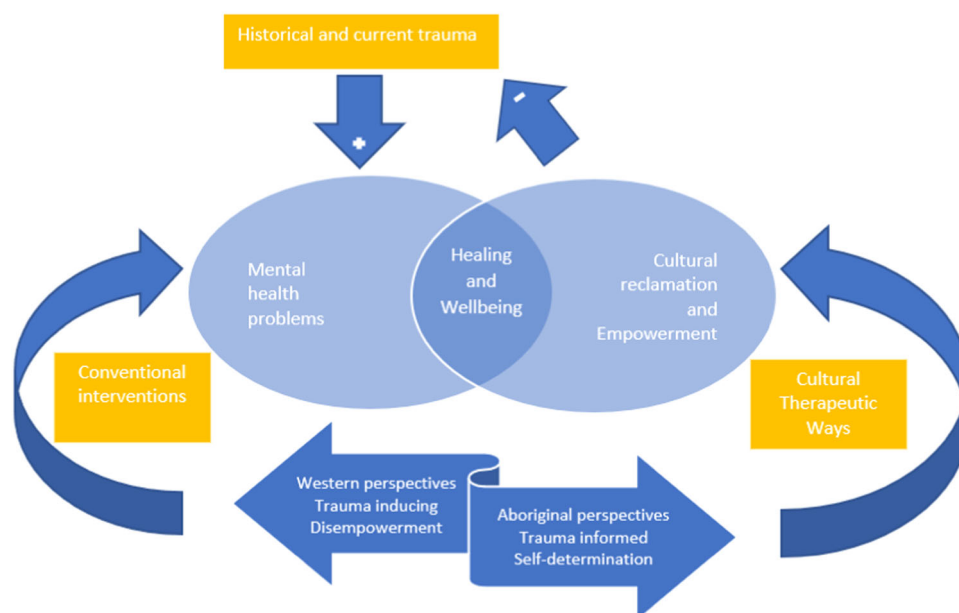 Historical and current trauma
+
-
Mental
health
problems
Healing
and
Wellbeing
Cultural
reclamation
and
Empowerment
Conventional
interventions
Cultural
Therapeutic
Ways
Western perspectives
Trauma inducing
Disempowerment
Aboriginal perspectives
Trauma informed
Self-determination